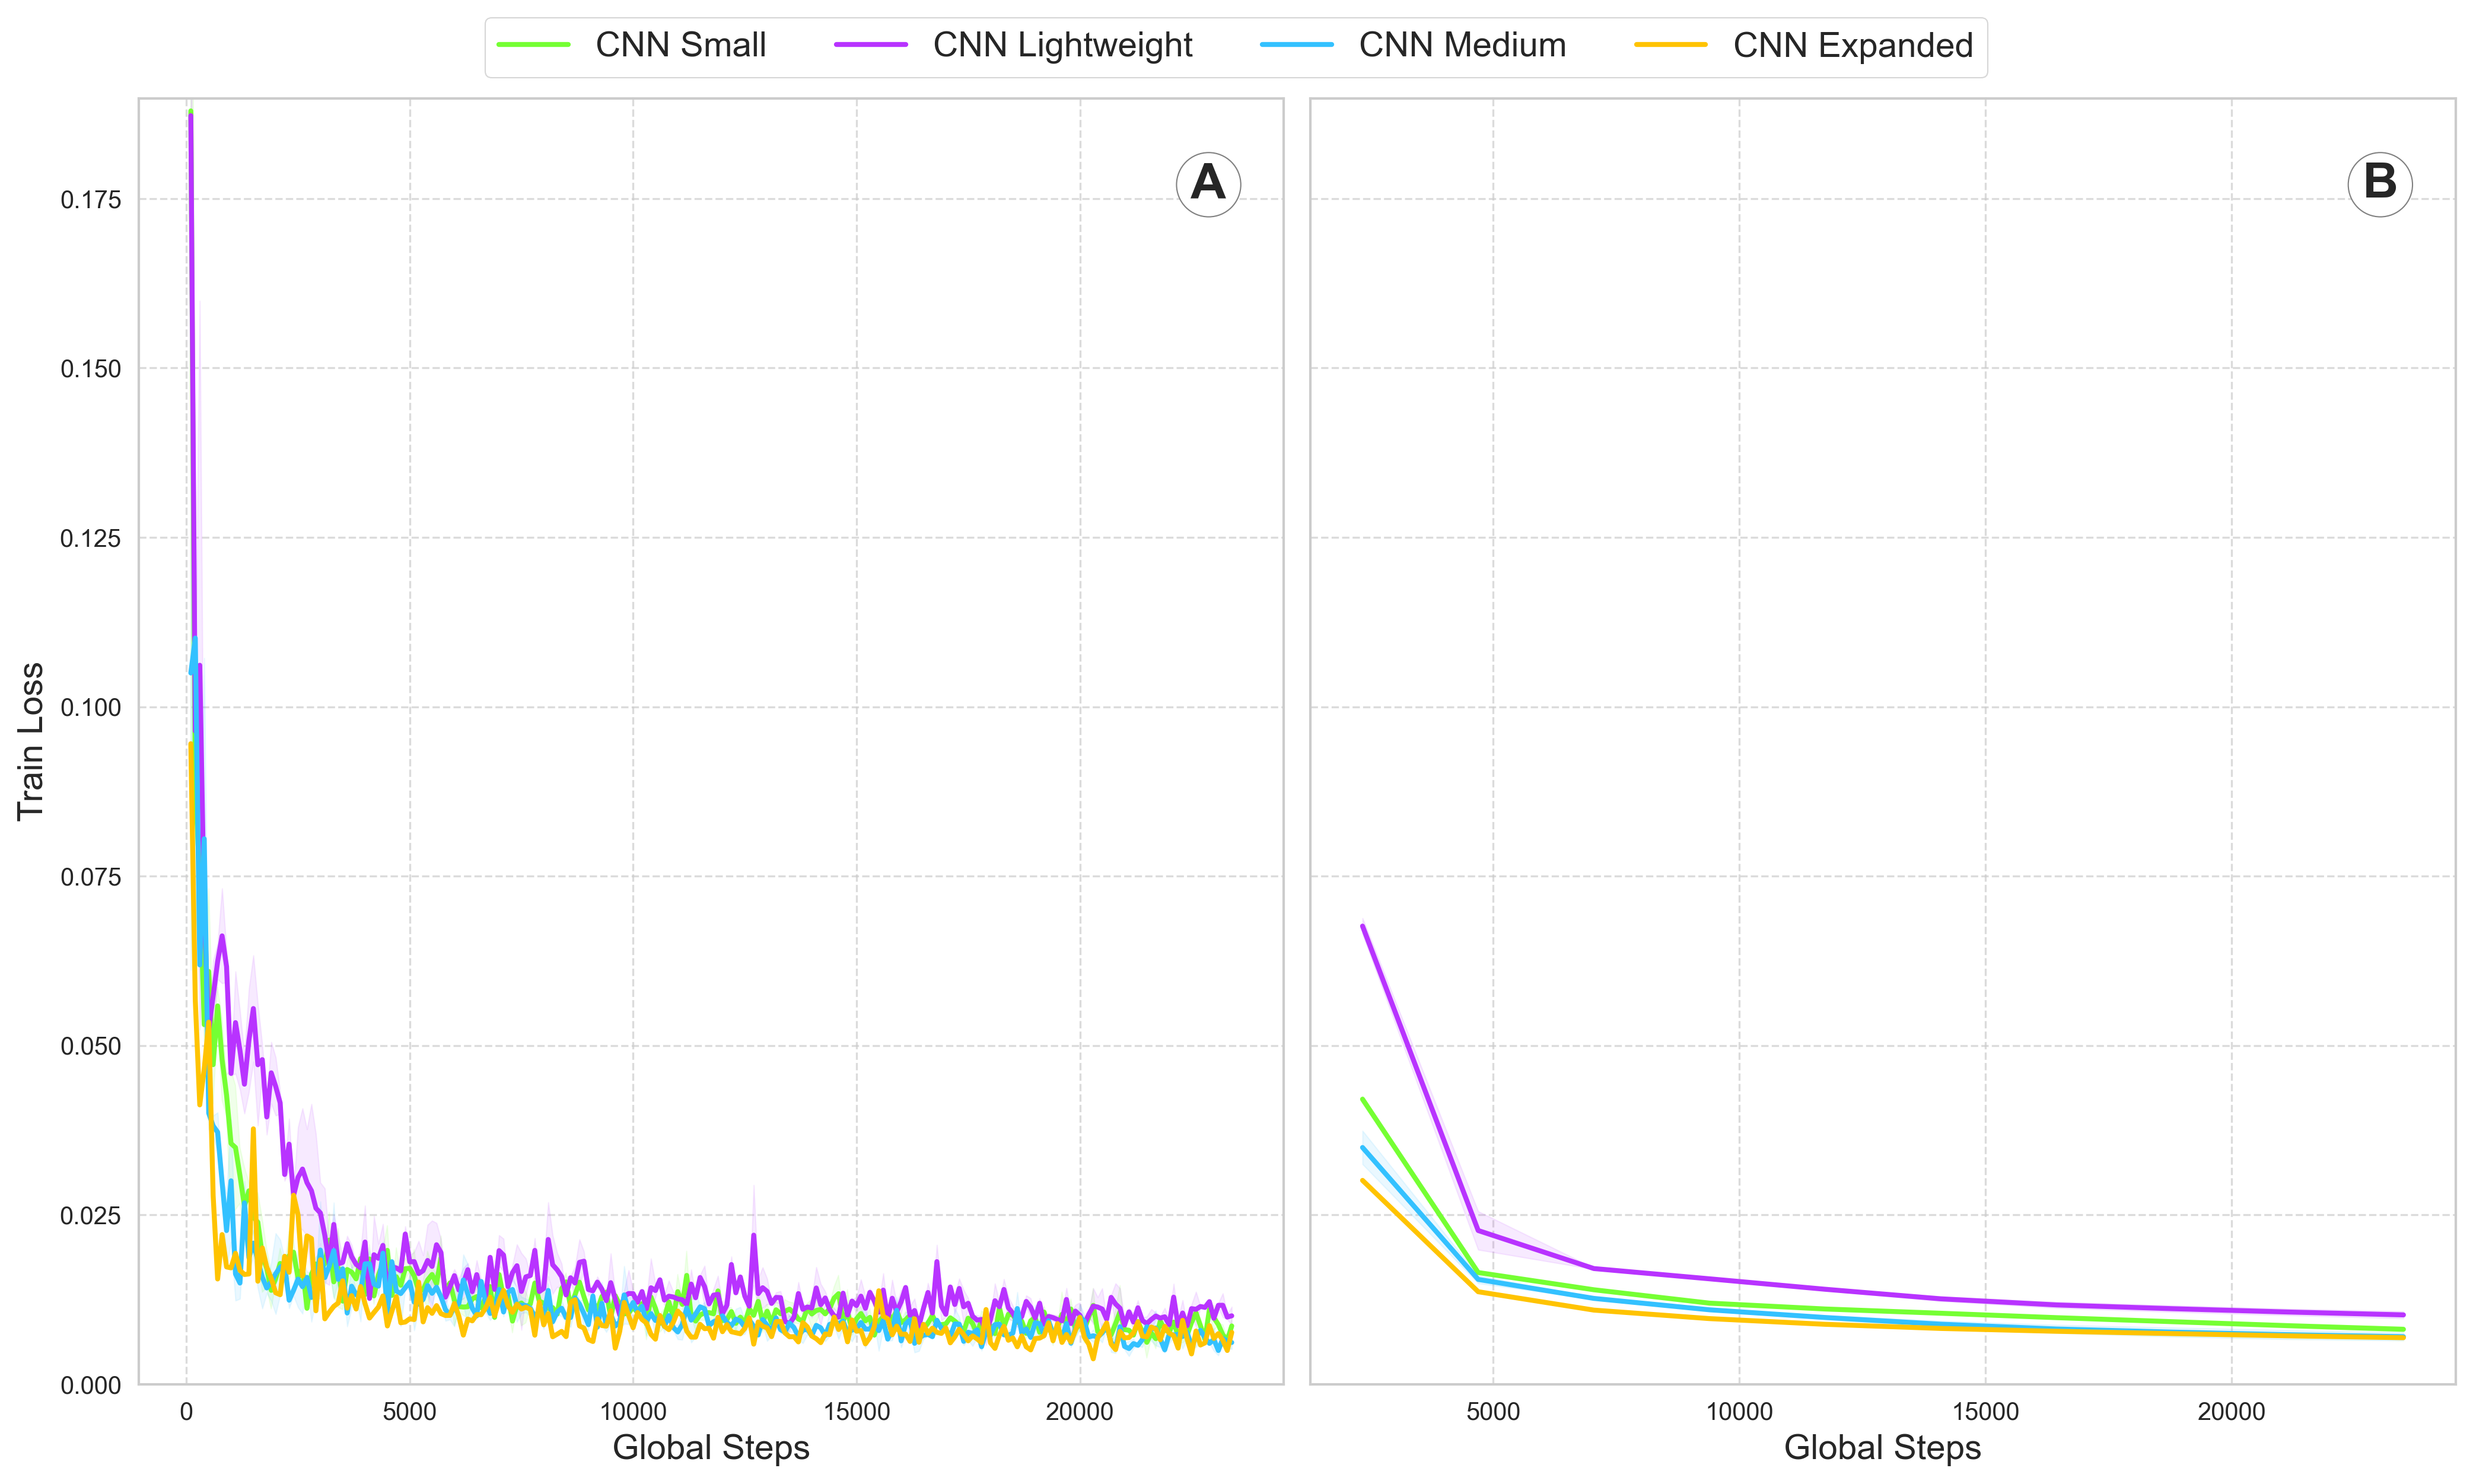 CNN Small CNN Lightweight CNN Medium CNN Expanded
A
B
Train Loss
0.175
0.150
0.125
0.100
0.075
0.050
0.025
0.000
0 5000 10000 15000 20000
5000 10000 15000 20000
Global Steps
Global Steps